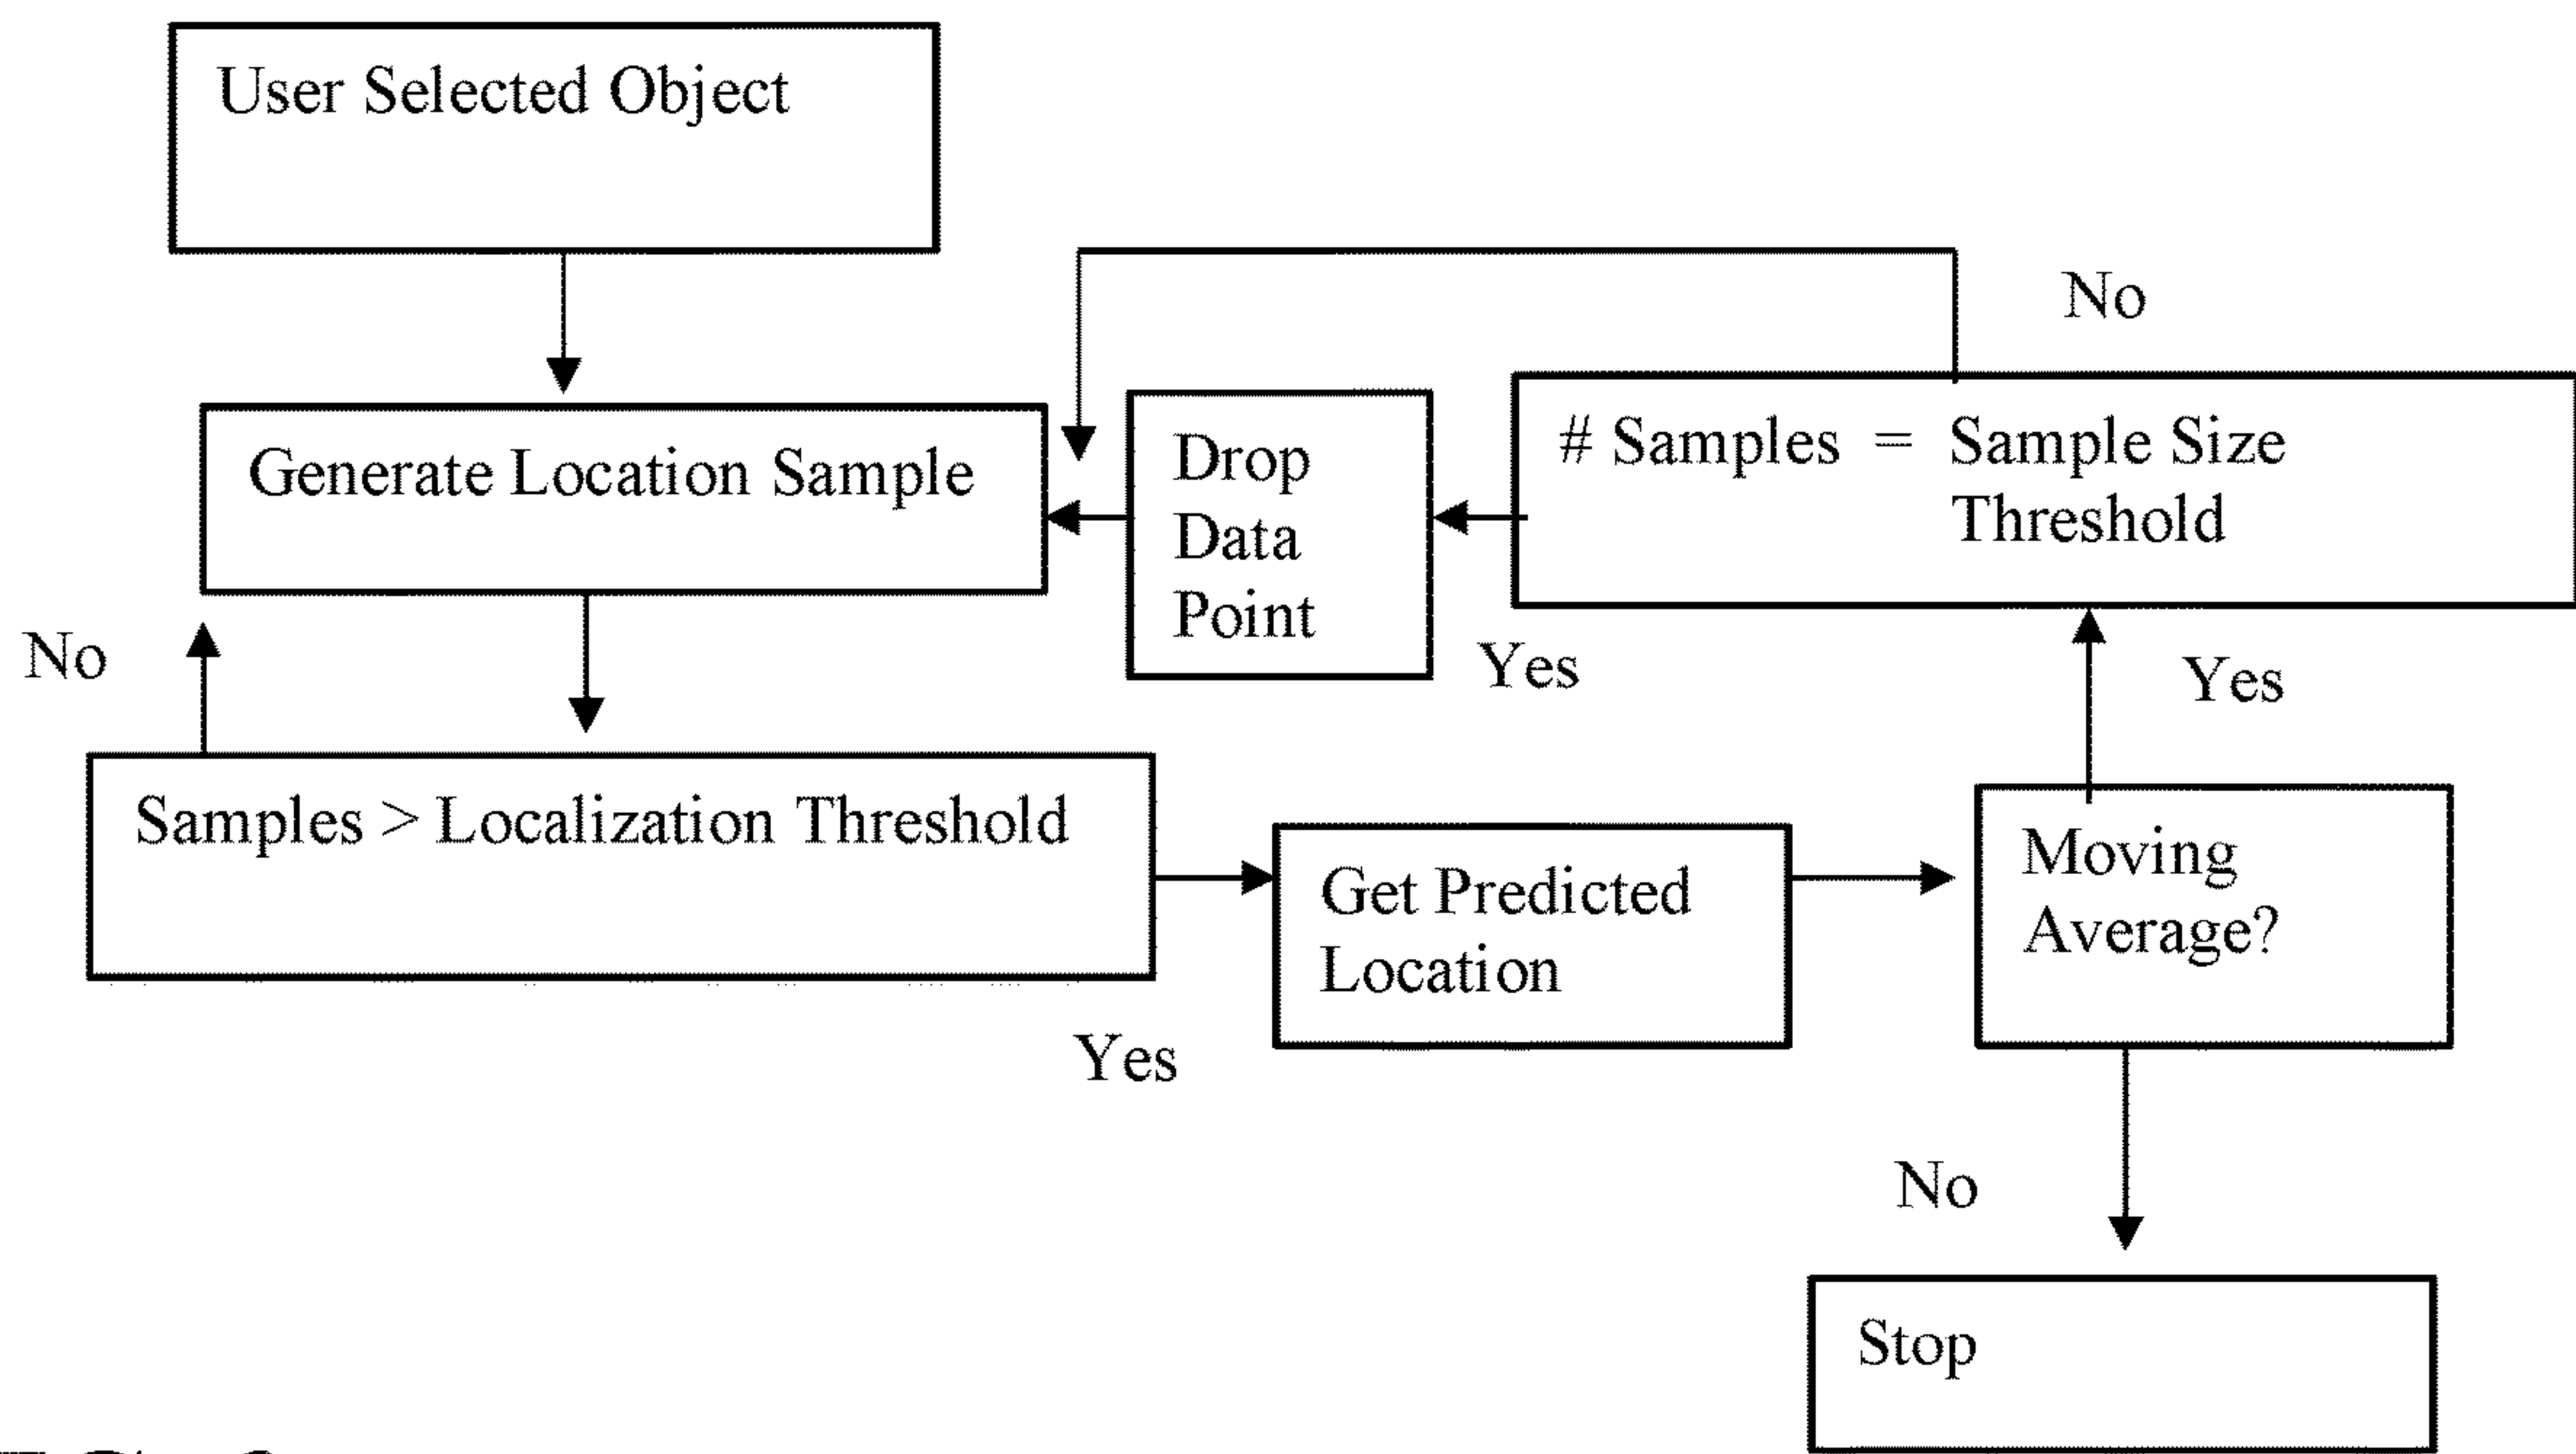 User Selected Object
No
Generate Location Sample
Drop
Data
Point
# Samples = Sample Size
Threshold
No
Yes
Yes
Samples > Localization Threshold
Get Predicted
Location
Moving
Average?
Yes
No
Stop